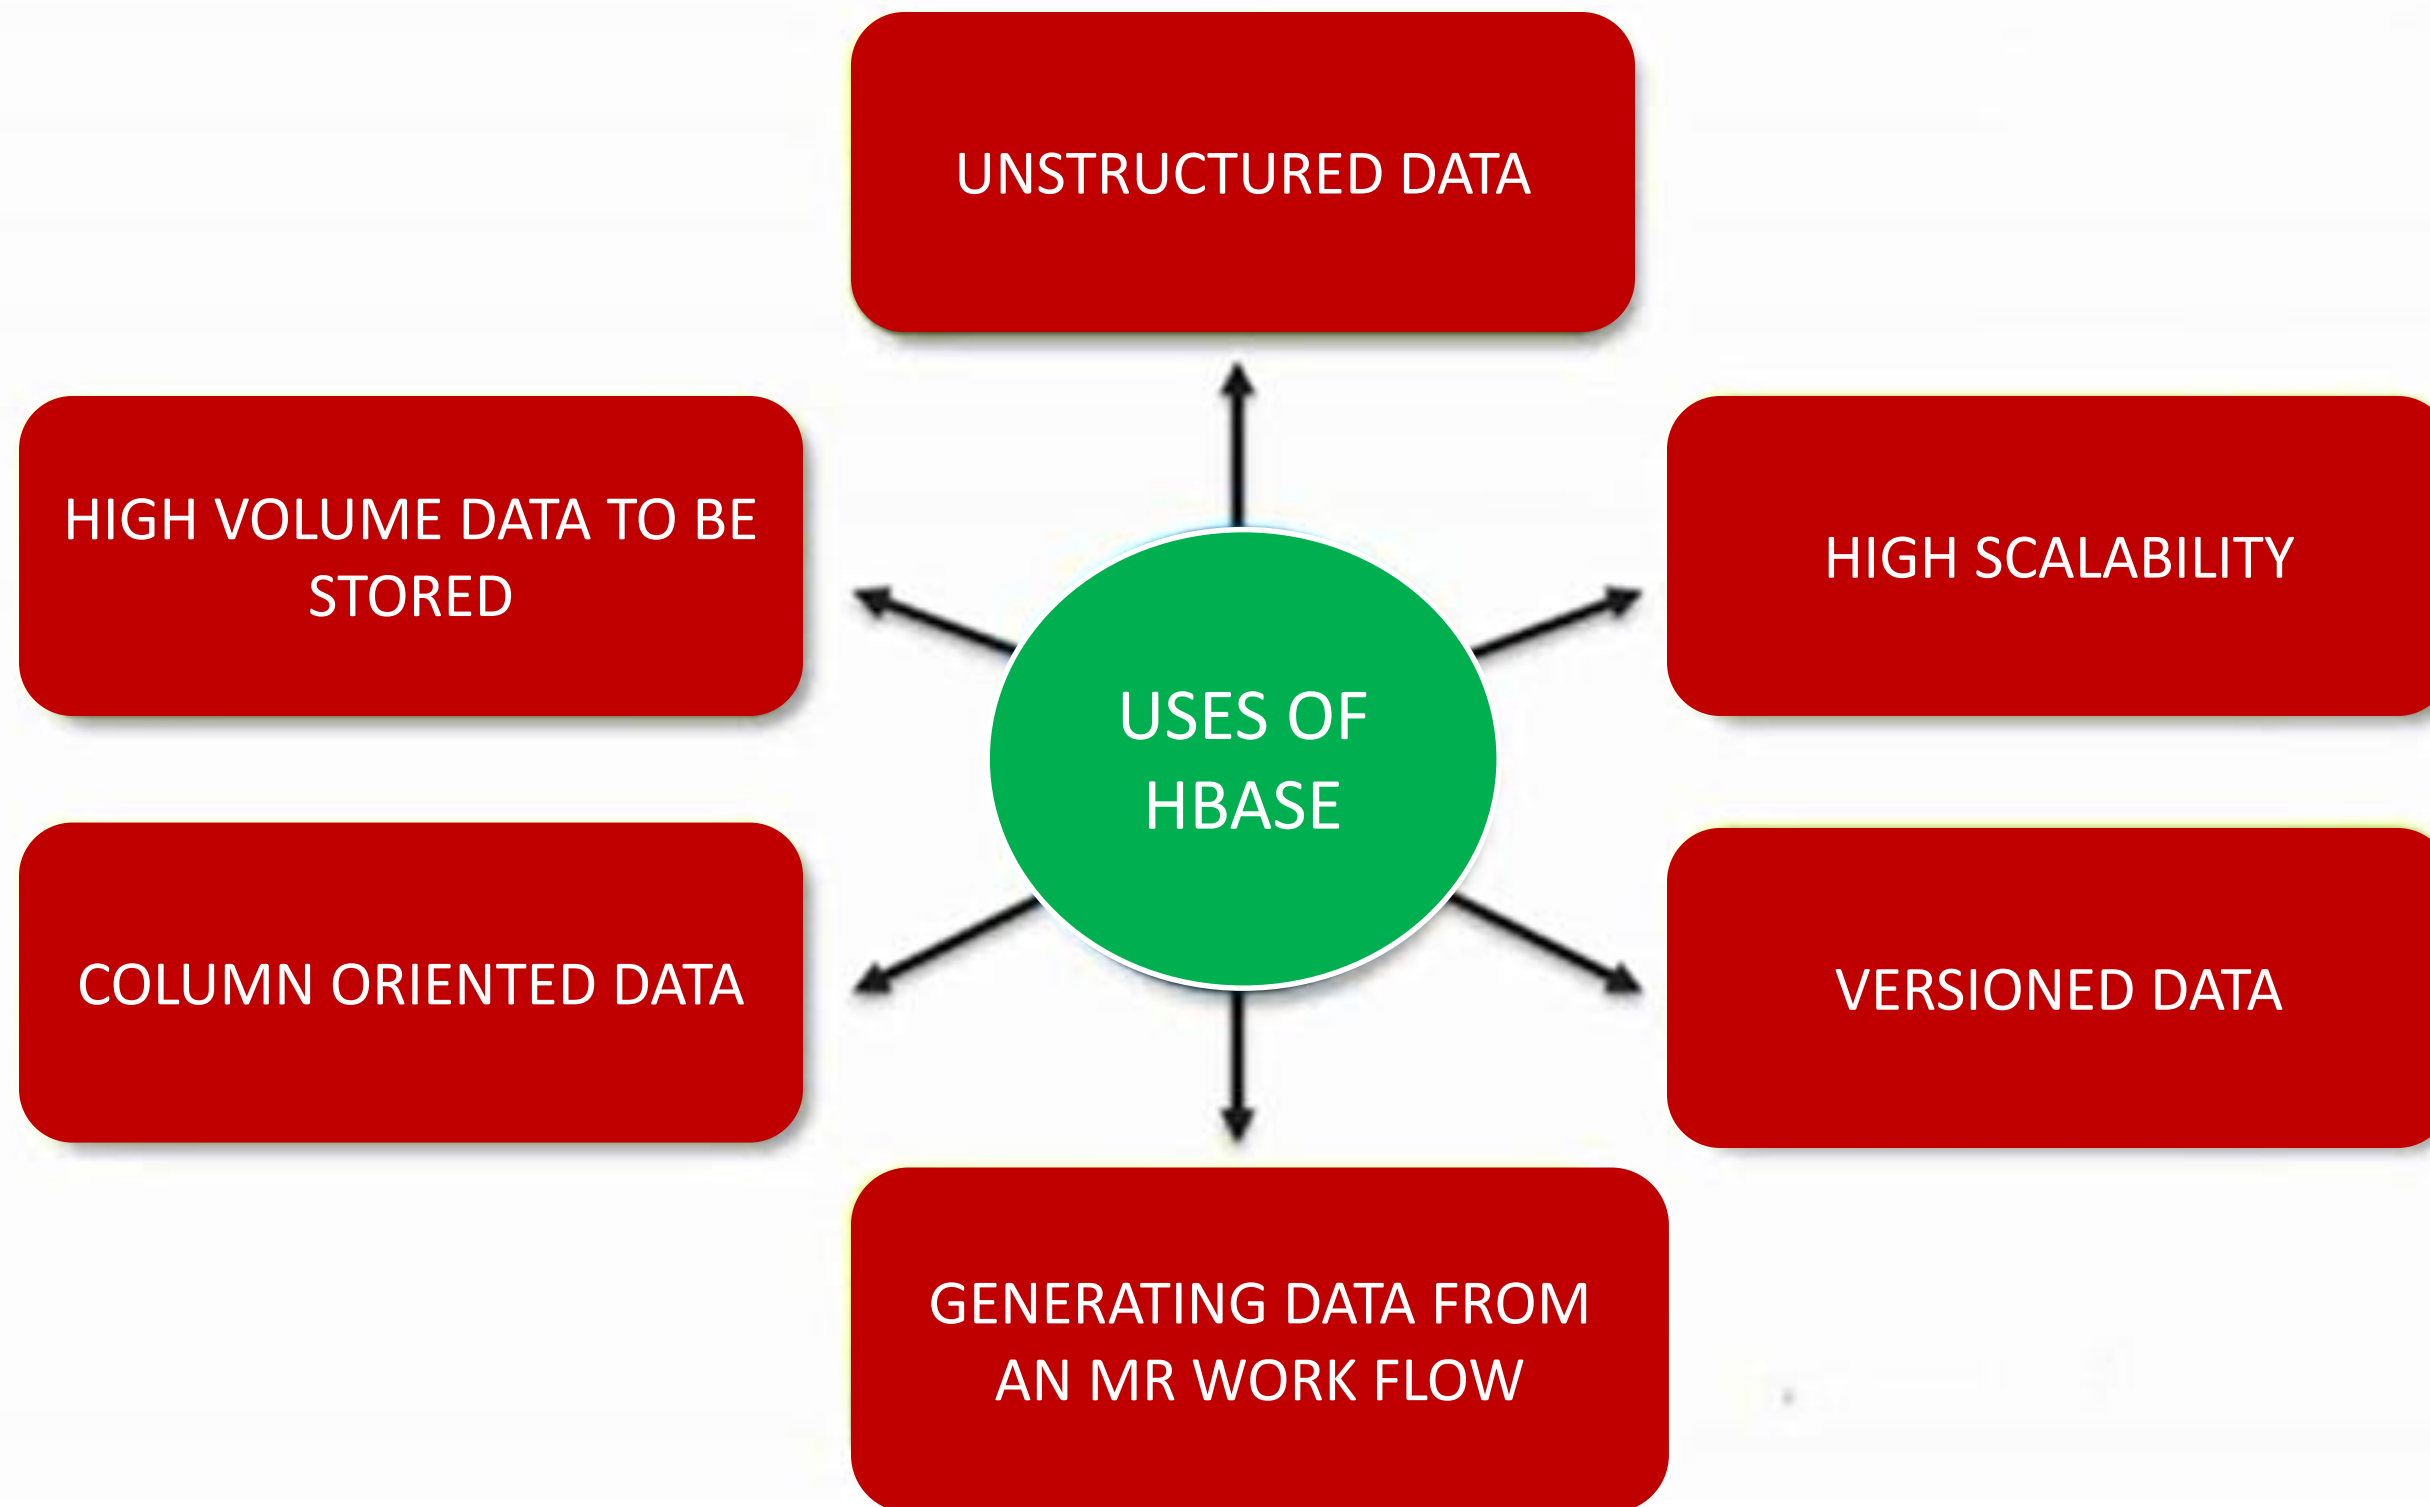 UNSTRUCTURED DATA
HIGH VOLUME DATA TO BE
STORED
HIGH SCALABILITY
USES OF
HBASE
COLUMN ORIENTED DATA
VERSIONED DATA
GENERATING DATA FROM
AN MR WORK FLOW